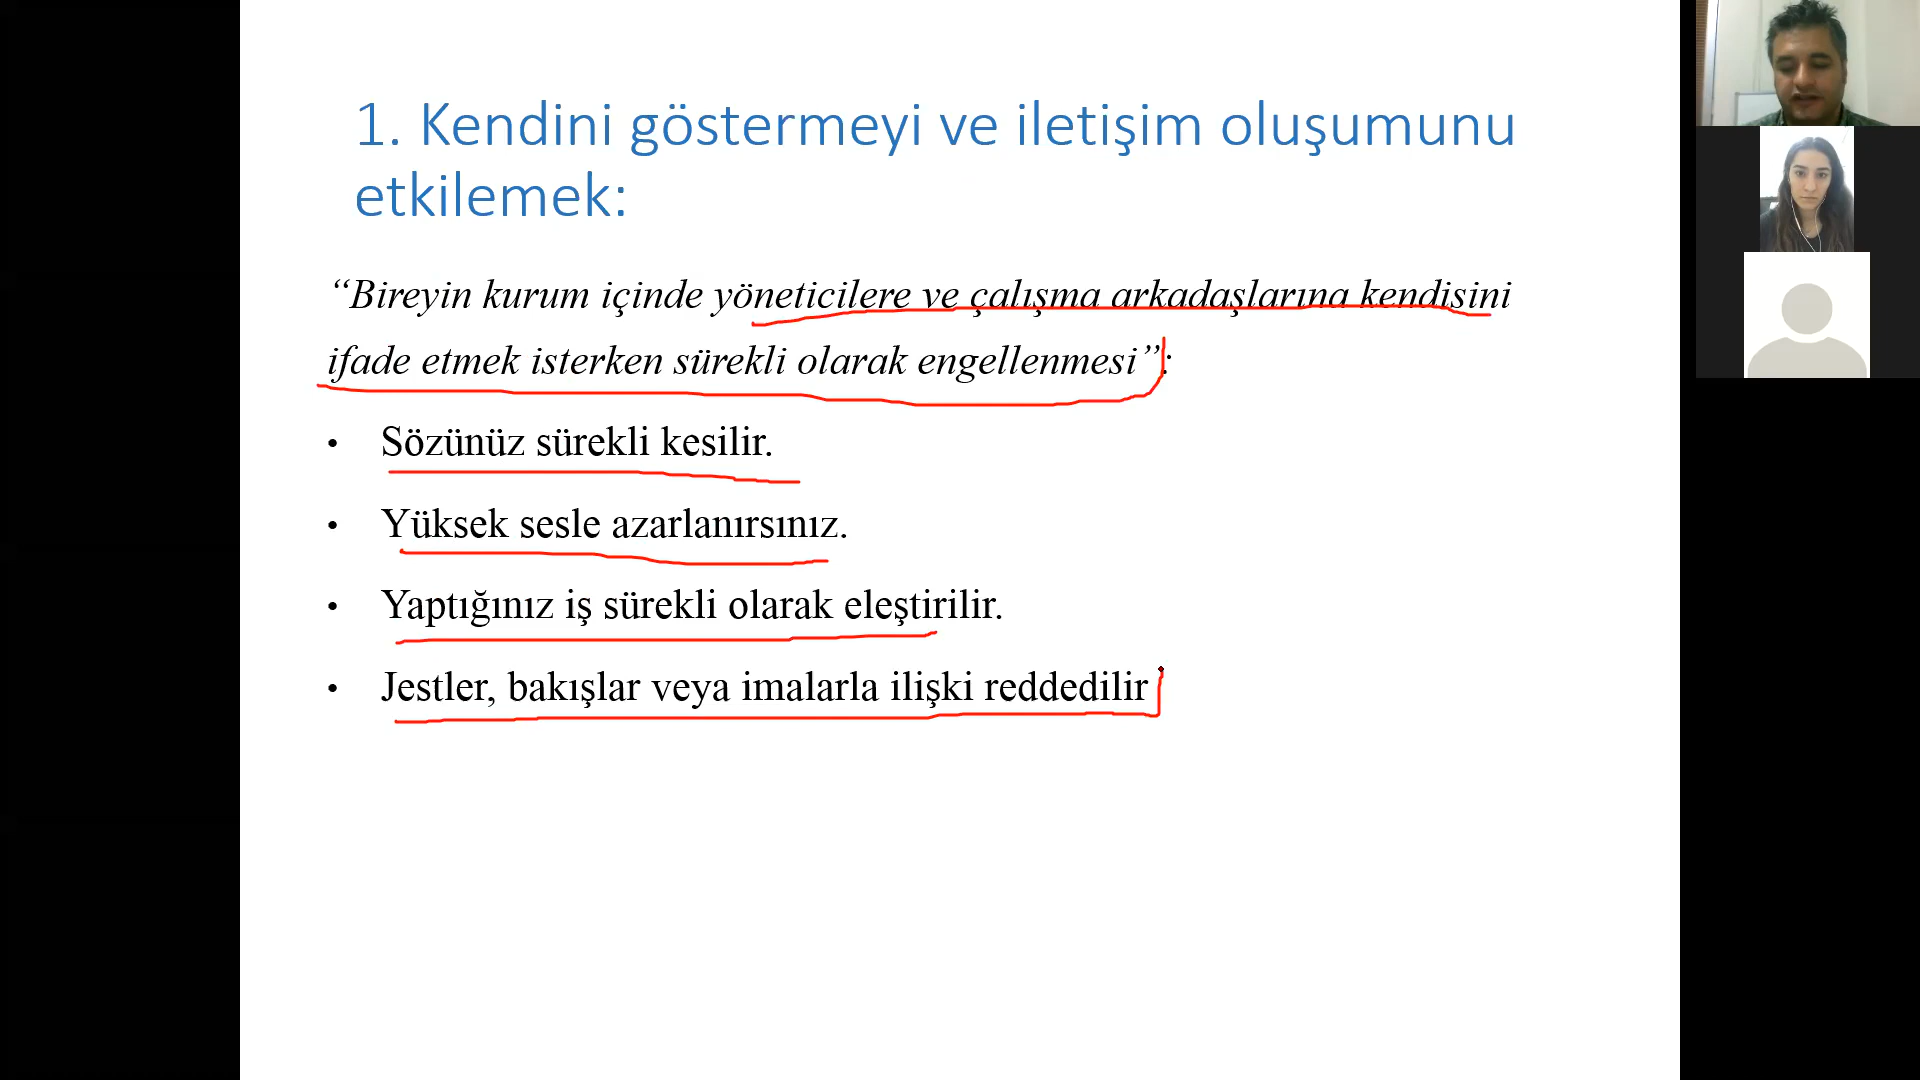 1. Kendini göstermeyi ve iletişim oluşumunu
etkilemek:
“Bireyin kurum içinde yöneticilere ve çalışma arkadaşlarına kendisini
ifade etmek isterken sürekli olarak engellenmesi”:
• Sözünüz sürekli kesilir.
• Yüksek sesle azarlanırsınız.
• Yaptığınız iş sürekli olarak eleştirilir.
• Jestler, bakışlar veya imalarla ilişki reddedilir